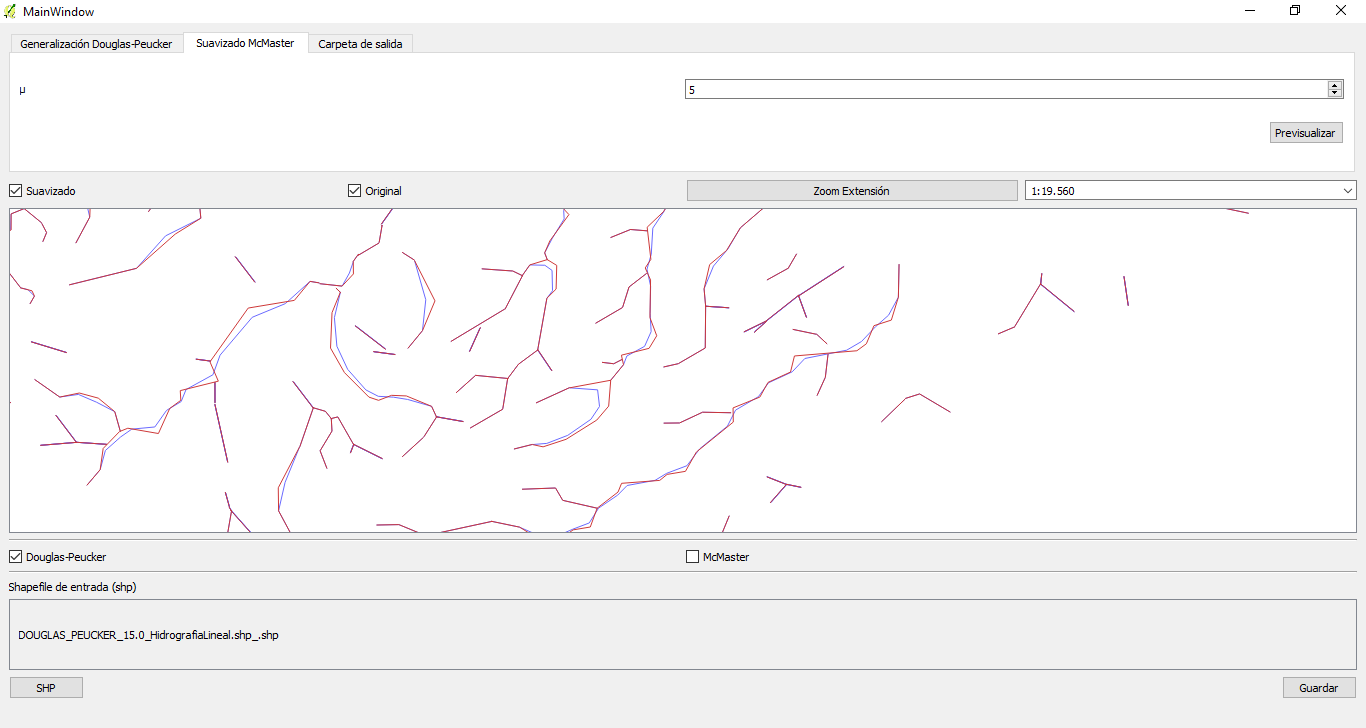 MainWindow
Generalización Douglas-Peucker Suavizado McMaster Carpeta de salida
µ 5
Previsualizar
Suavizado Original Zoom Extensión 1:19.560
Douglas-Peucker McMaster
Shapefile de entrada (shp)
DOUGLAS_PEUCKER_15.0_HidrografiaLineal.shp_.shp
SHP Guardar